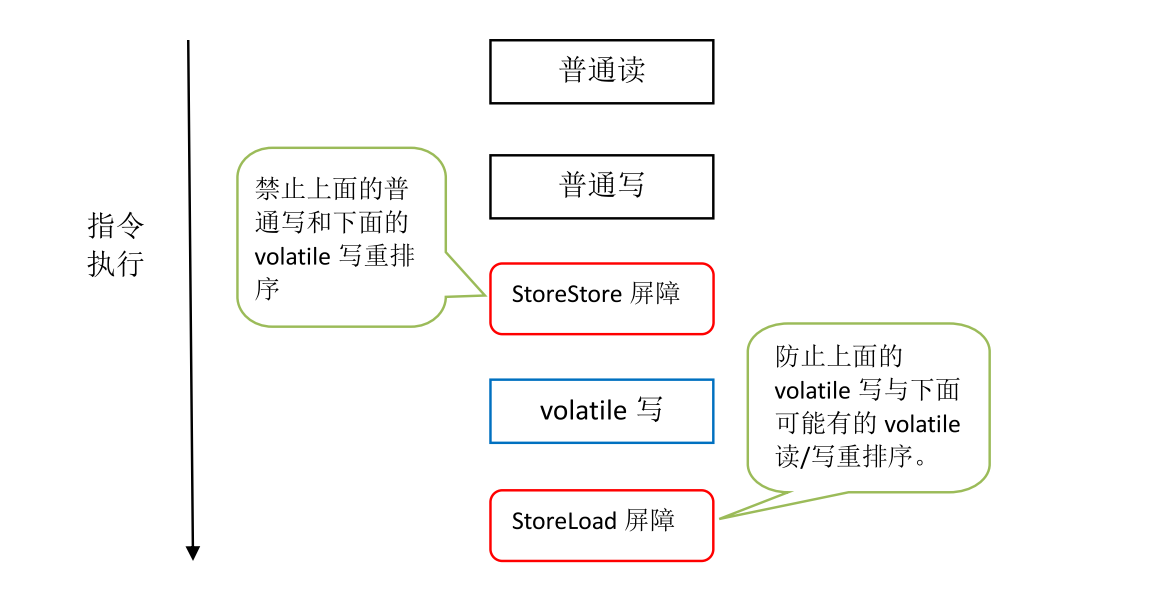 普通读
普通写
指令
执行
禁止上面的普
通写和下面的
volatile 写重排
序
StoreStore 屏障
volatile 写
防止上面的
volatile 写与下面
可能有的 volatile
读/写重排序。
StoreLoad 屏障